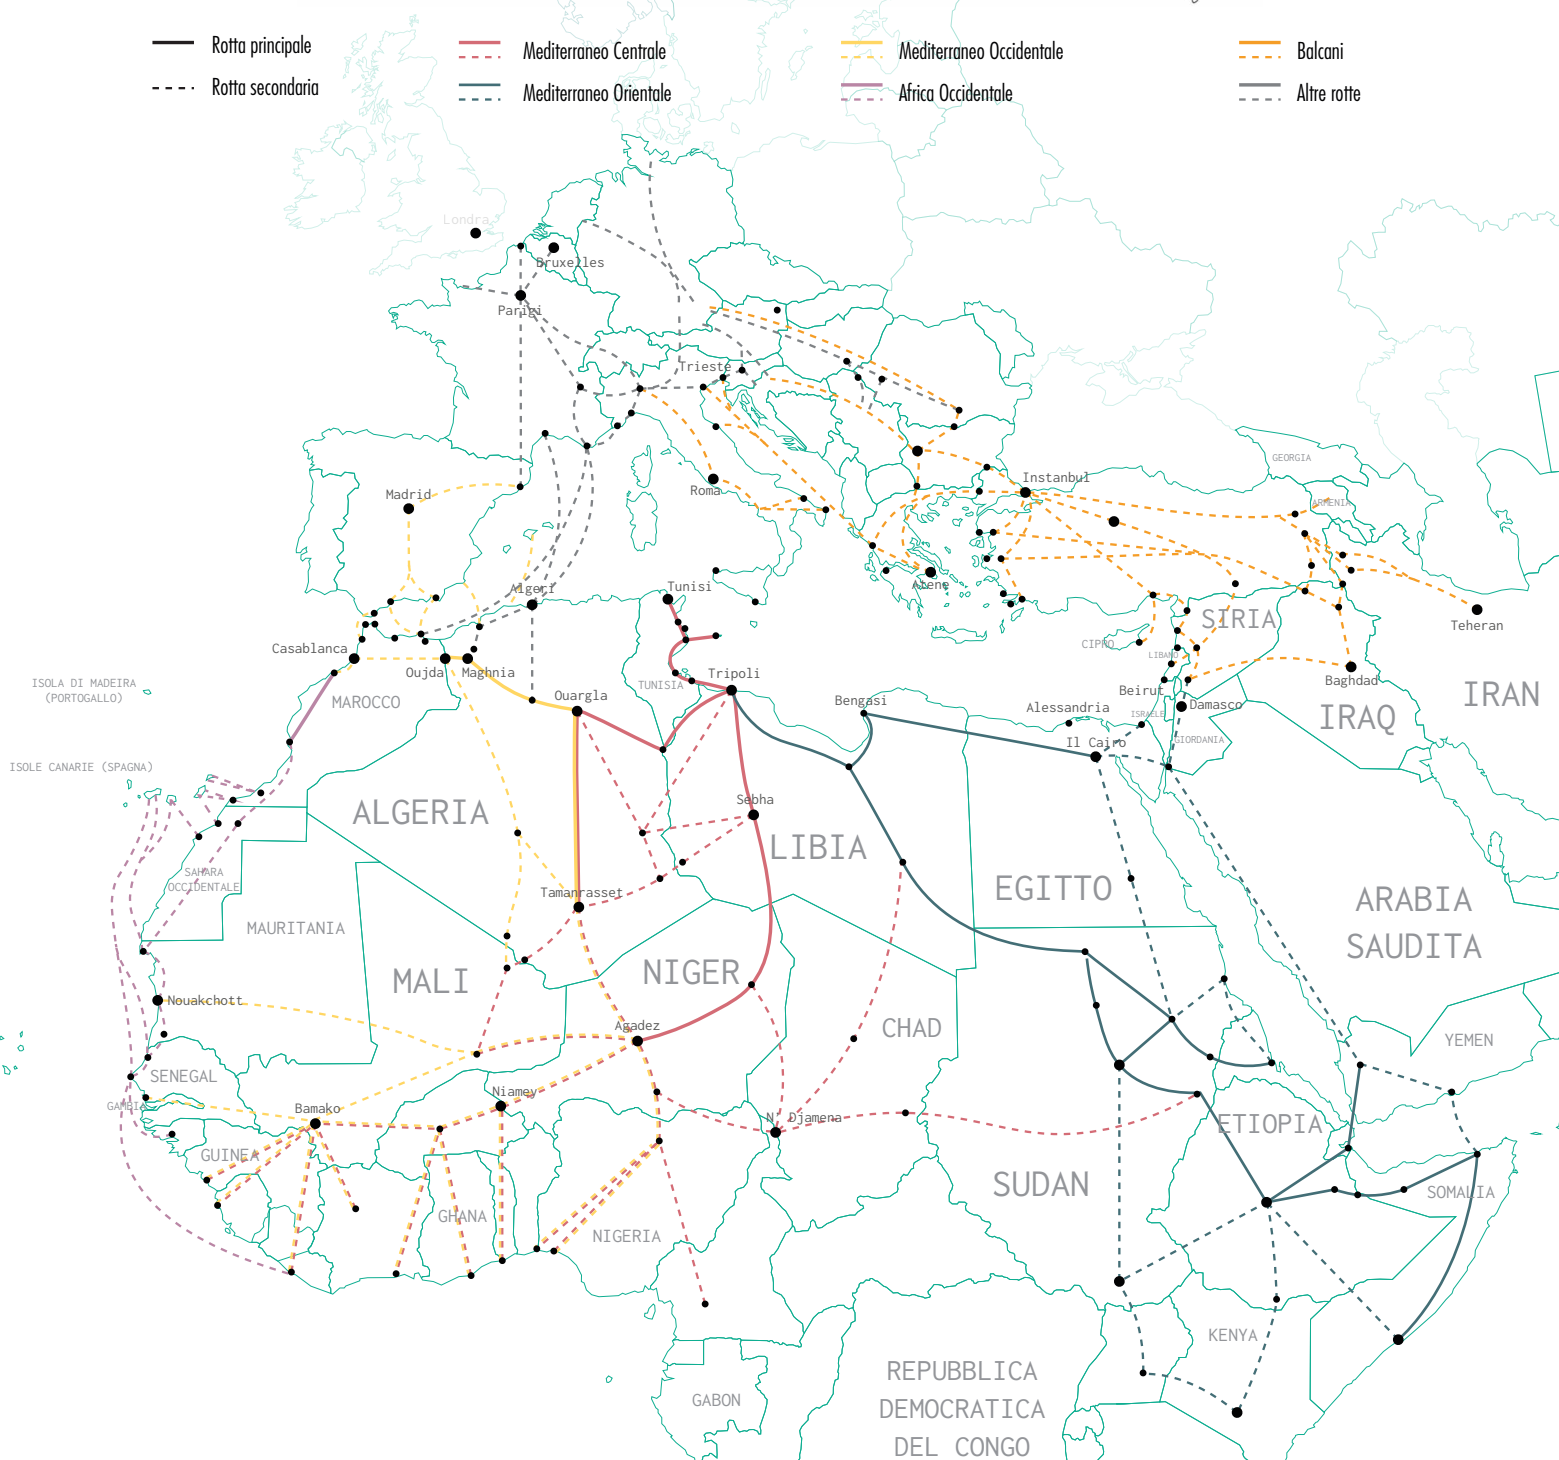 Rotta principale
Mediterraneo Centrale
Mediterraneo Occidentale
Balcani
Rotta secondaria
Mediterraneo Orientale
Africa Occidentale
Altre rotte
Londra
Bruxelles
Parigi
Trieste
GEORGIA
Madrid
Roma
Instanbul
ARMENIA
Algeri
Tunisi
Atene
SIRIA
Teheran
Casablanca
CIPRO
LIBANO
Oujda
Maghnia
TUNISIA
Tripoli
Baghdad
ISOLA DI MADEIRA
(PORTOGALLO)
MAROCCO
Ouargla
Bengasi
Beirut
Damasco
IRAN
Alessandria
ISRAELE
IRAQ
Il Cairo
GIORDANIA
ISOLE CANARIE (SPAGNA)
ALGERIA
Sebha
LIBIA
SAHARA
OCCIDENTALE
Tamanrasset
EGITTO
ARABIA
SAUDITA
MAURITANIA
MALI
NIGER
Nouakchott
Agadez
CHAD
YEMEN
SENEGAL
Niamey
GAMBIA
Bamako
N' Djamena
ETIOPIA
GUINEA
SUDAN
SOMALIA
GHANA
NIGERIA
KENYA
REPUBBLICA
DEMOCRATICA
DEL CONGO
GABON